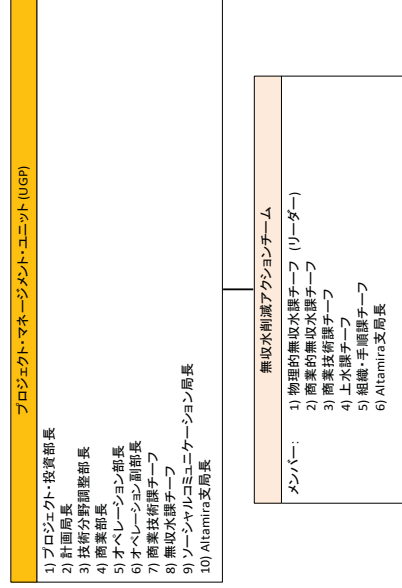 プロジェクト・マネージメント・ユニット (UGP)
1) プロジェクト・投資部長
2) 計画局長
3) 技術分野調整部長
4) 商業部長
5) オペレーション部長
6) オペレーション副部長
7) 商業技術課チーフ
8) 無収水課チーフ
9) ソーシャルコミュニケーション局長
10) Altamira支局長
無収水削減アクションチーム
メンバー: 1) 物理的無収水課チーフ (リーダー)
2) 商業的無収水課チーフ
3) 商業技術課チーフ
4) 上水課チーフ
5) 組織・手順課チーフ
6) Altamira支局長